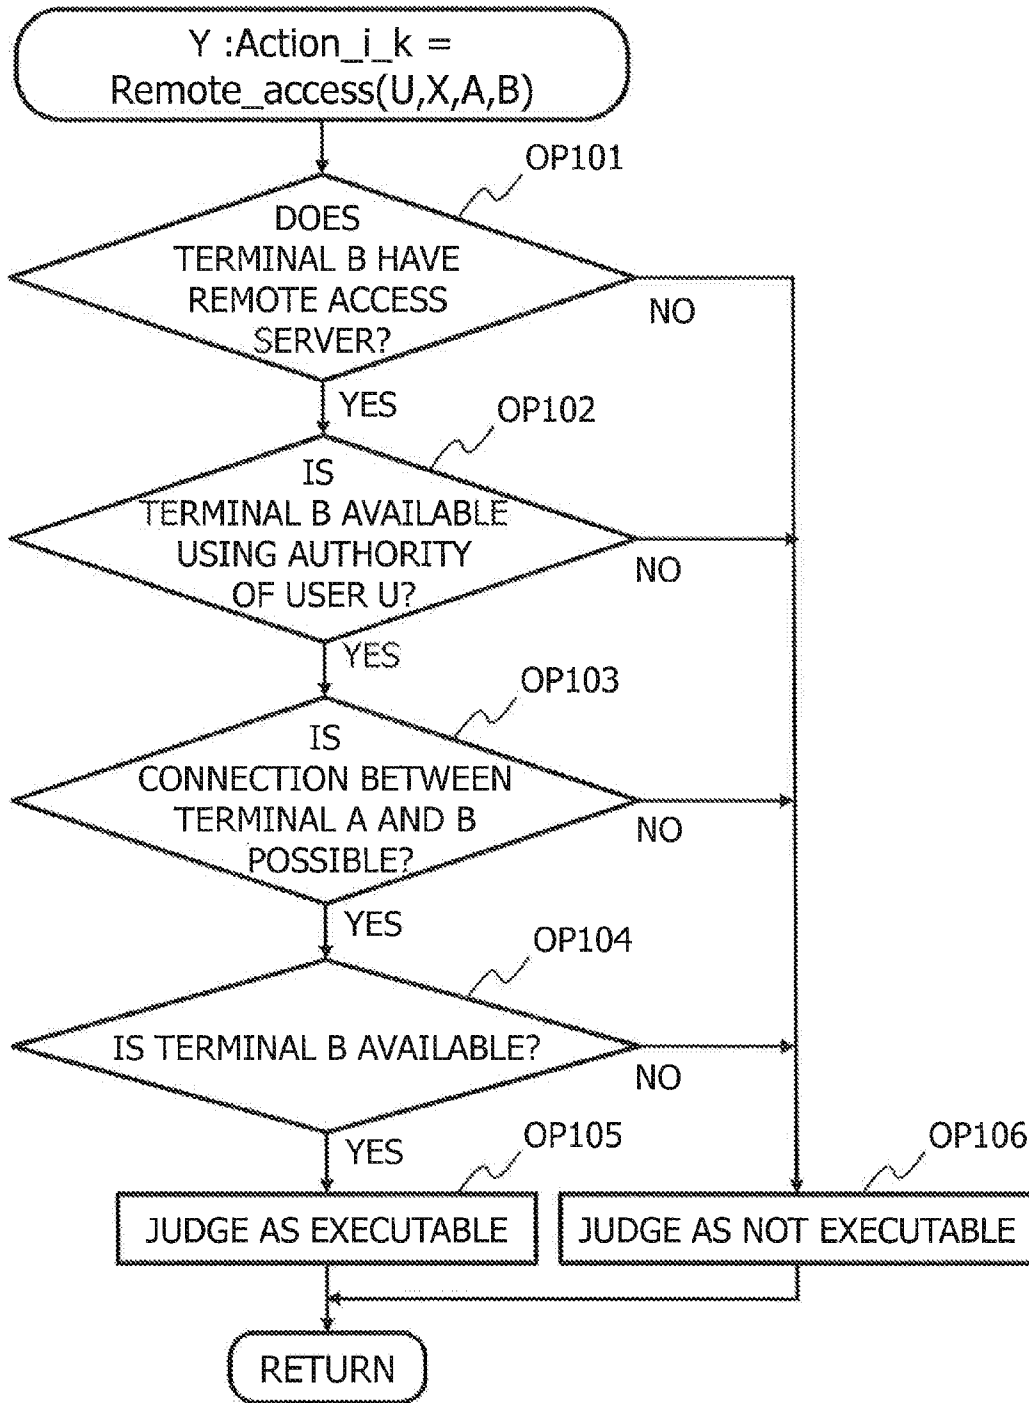 Y :Action_i_k =
Remote_access(U,X,A,B)
OP101
DOES
TERMINAL B HAVE
REMOTE ACCESS
SERVER?
NO
YES
OP102
IS
TERMINAL B AVAILABLE
USING AUTHORITY
OF USER U?
NO
YES
OP103
IS
CONNECTION BETWEEN
TERMINAL A AND B
POSSIBLE?
NO
YES
OP104
IS TERMINAL B AVAILABLE?
NO
YES
OP105
OP106
JUDGE AS EXECUTABLE
JUDGE AS NOT EXECUTABLE
RETURN